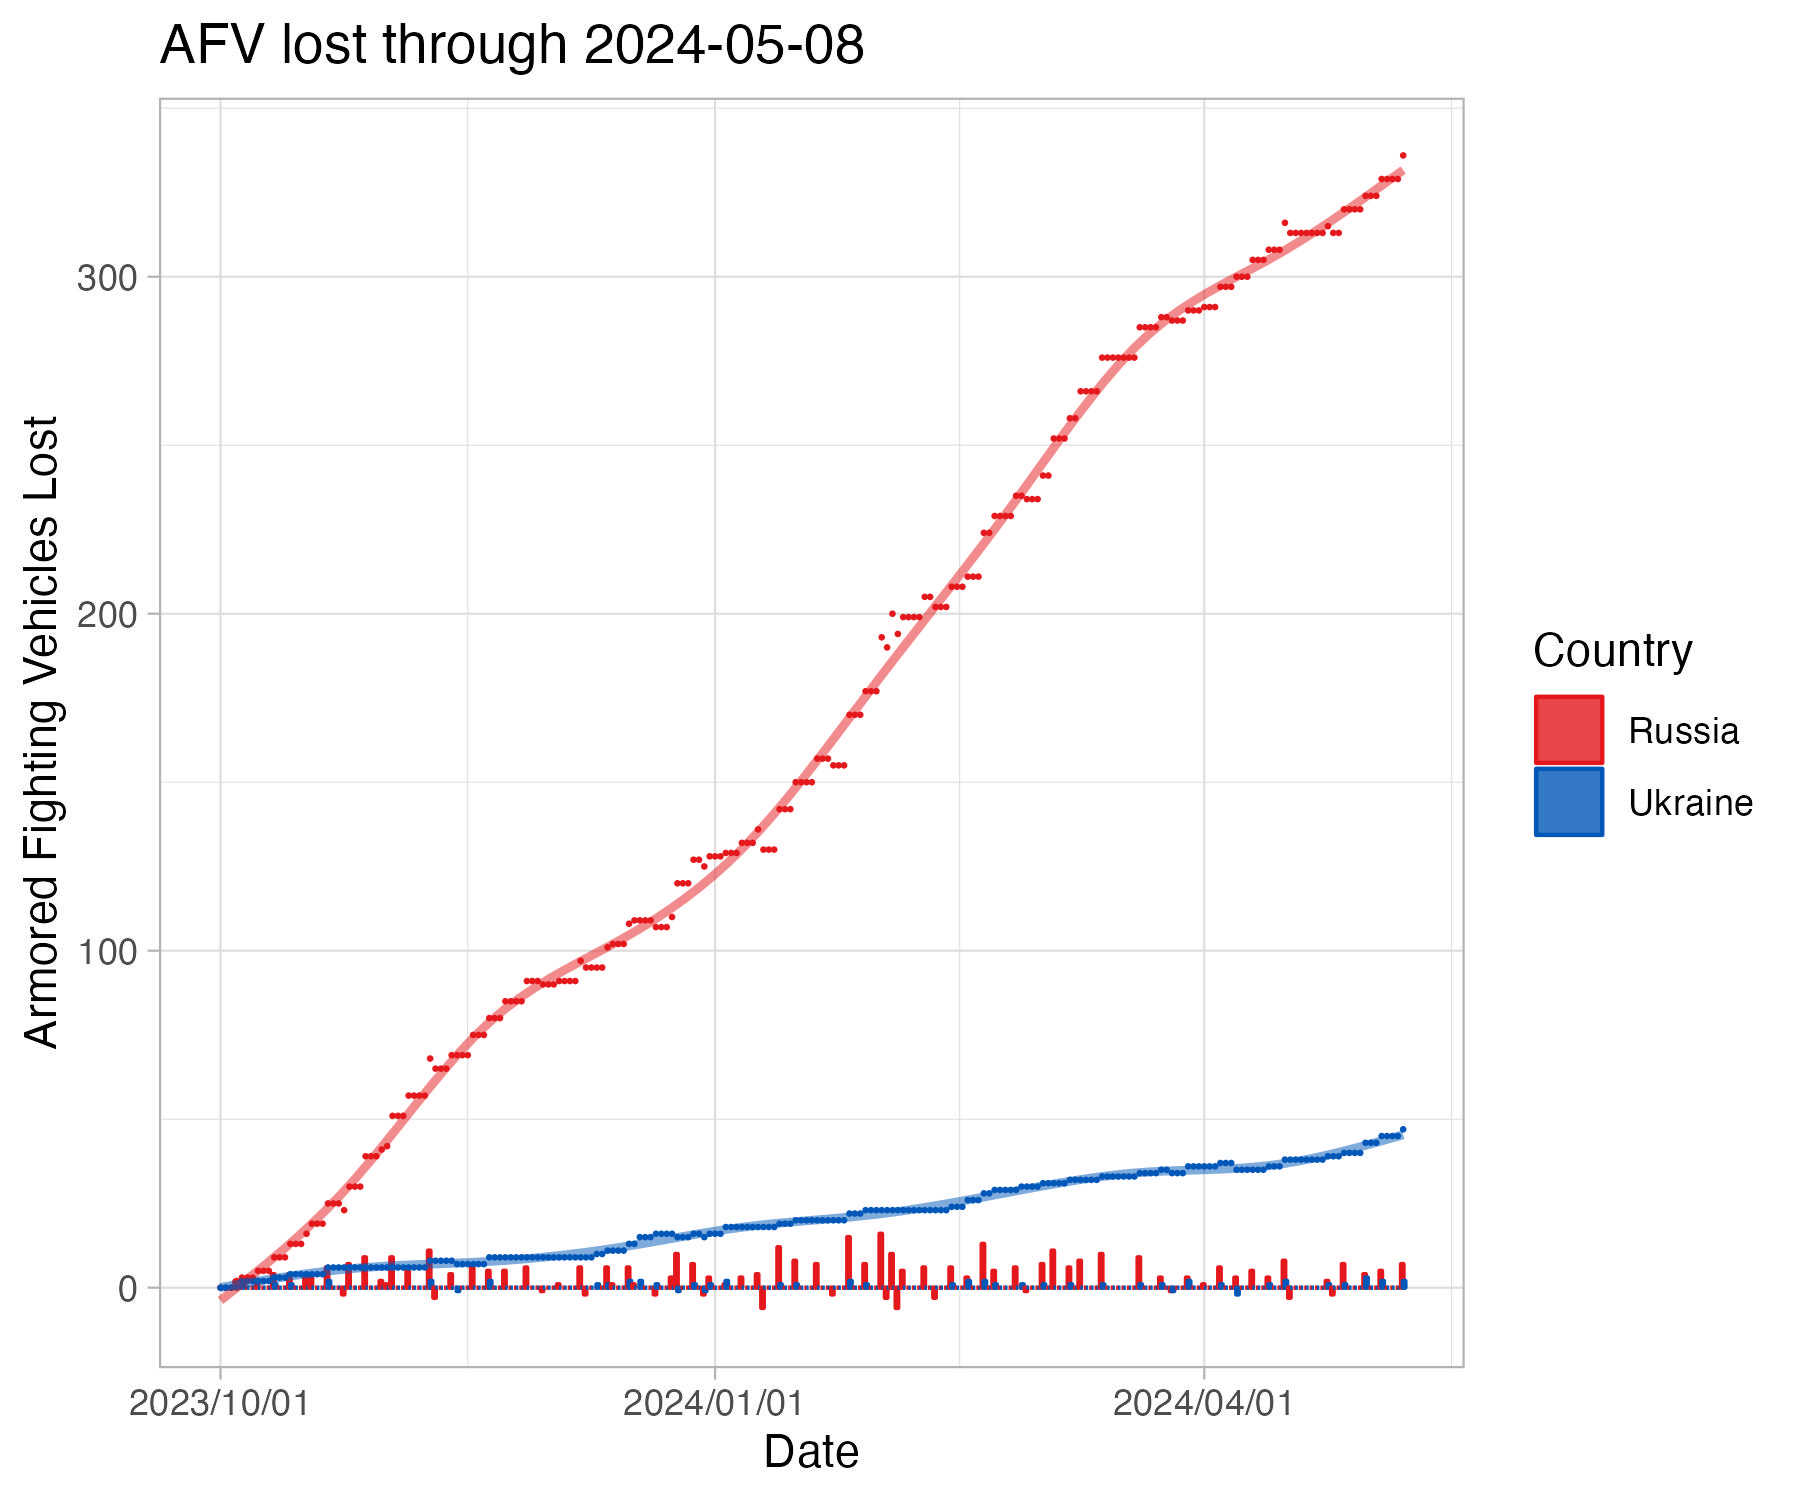 AFV lost through 2024-05-08
Armored Fighting Vehicles Lost
300
200
100
0
2023/10/01
2024/01/01
2024/04/01
Date
Country
Russia
Ukraine